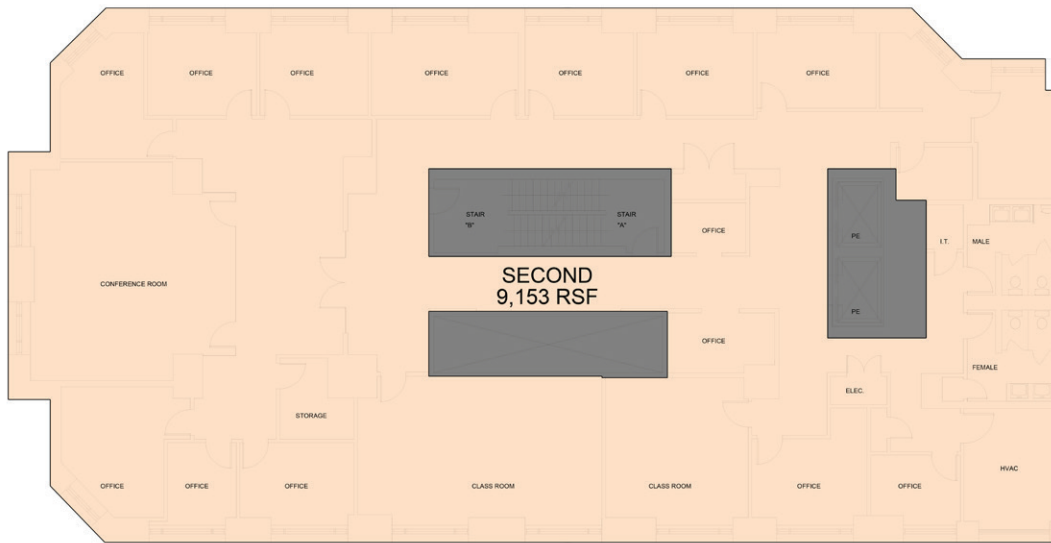 OFFICE
OFFICE
OFFICE
OFFICE
OFFICE
OFFICE
OFFICE
STAIR
"B"
STAIR
"A"
OFFICE
PE
I.T.
MALE
SECOND
9,153 RSF
CONFERENCE ROOM
PE
OFFICE
FEMALE
ELEC.
STORAGE
HVAC
OFFICE
OFFICE
OFFICE
CLASS ROOM
CLASS ROOM
OFFICE
OFFICE